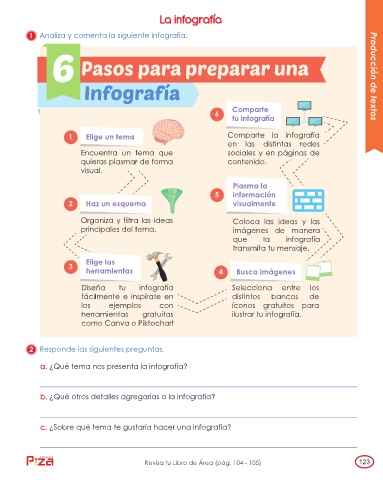 La infografía
1 Analiza y comenta la siguiente infografía.
Producción de textos
6 Pasos para preparar una
Infografía
1 Elige un tema
Encuentra un tema que
quieras plasmar de forma
visual.
2 Haz un esquema
Organiza y filtra las ideas
principales del tema.
3 Elige las
herramientas
Diseña tu infografía
fácilmente e inspírate en
los ejemplos con
herramientas gratuitas
como Canva o Piktochart
4 Busca imágenes
Selecciona entre los
distintos bancos de
íconos gratuitos para
ilustrar tu infografía.
5 Plasma la
información
visualmente
Coloca las ideas y las
imágenes de manera
que la infografía
transmita tu mensaje.
6 Comparte
tu infografía
Comparte la infografía
en las distintas redes
sociales y en páginas de
contenido.
2 Responde las siguientes preguntas.
a. ¿Qué tema nos presenta la infografía?
b. ¿Qué otros detalles agregarías a la infografía?
c. ¿Sobre qué tema te gustaría hacer una infografía?
Pizza
Revisa tu Libro de Área (pág. 104 - 105)
123